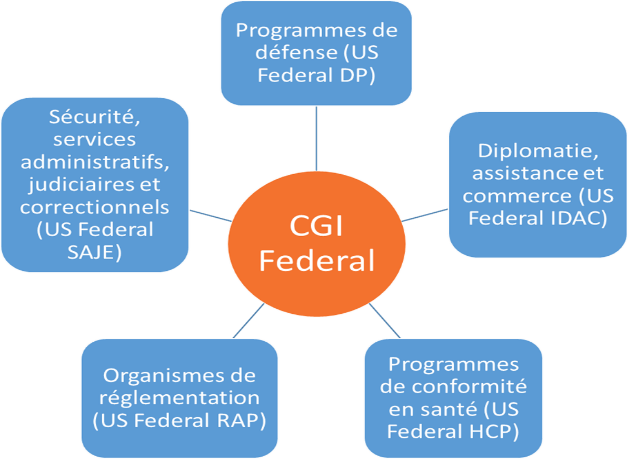 Programmes de
défense (US
Federal DP)
Sécurité,
services
administratifs,
judiciaires et
correctionnels
(US Federal
SAJE)
Diplomatie,
assistance et
commerce (US
Federal IDAC)
CGI
Federal
Organismes de
réglementation
(US Federal RAP)
Programmes
de conformité
en santé (US
Federal HCP)